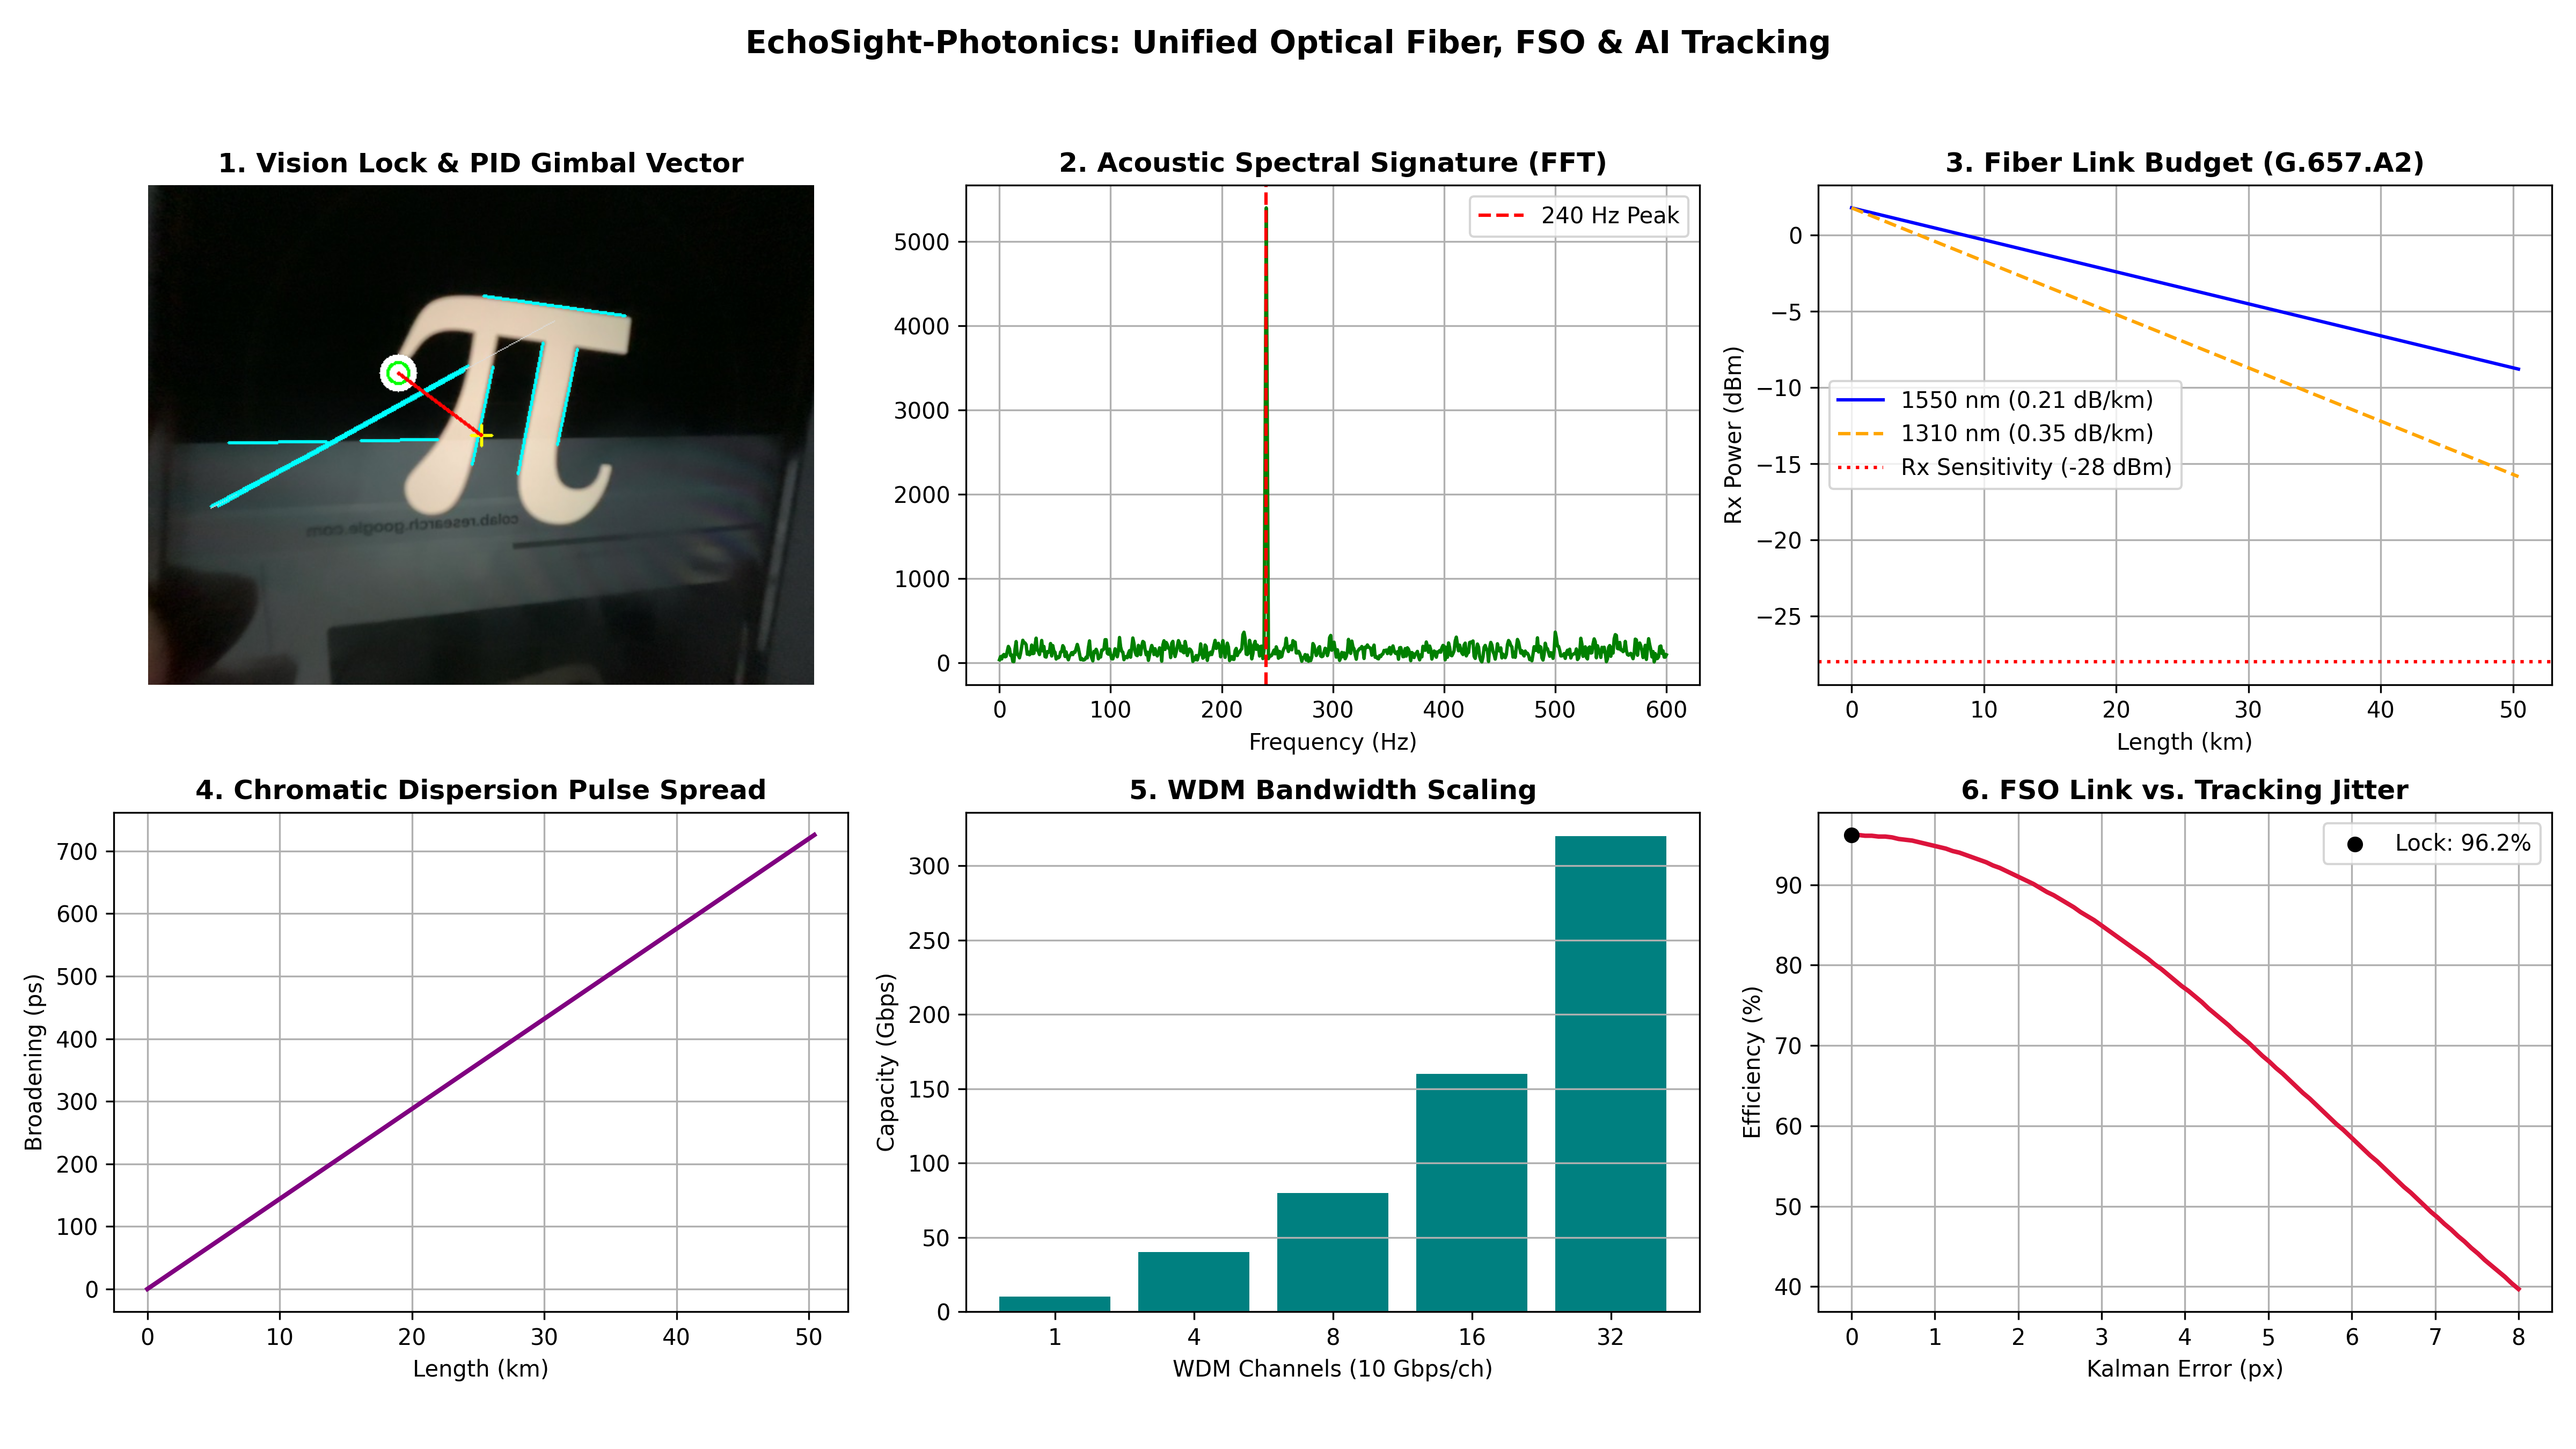 EchoSight-Photonics: Unified Optical Fiber, FSO & AI Tracking
1. Vision Lock & PID Gimbal Vector
π
colab.research.google.com
2. Acoustic Spectral Signature (FFT)
240 Hz Peak
5000
4000
3000
2000
1000
0
0 100 200 300 400 500 600
Frequency (Hz)
3. Fiber Link Budget (G.657.A2)
Rx Power (dBm)
0
−5
−10
−15
−20
−25
1550 nm (0.21 dB/km)
1310 nm (0.35 dB/km)
Rx Sensitivity (-28 dBm)
0 10 20 30 40 50
Length (km)
4. Chromatic Dispersion Pulse Spread
Broadening (ps)
700
600
500
400
300
200
100
0
0 10 20 30 40 50
Length (km)
5. WDM Bandwidth Scaling
Capacity (Gbps)
300
250
200
150
100
50
0
1 4 8 16 32
WDM Channels (10 Gbps/ch)
6. FSO Link vs. Tracking Jitter
Lock: 96.2%
Efficiency (%)
90
80
70
60
50
40
0 1 2 3 4 5 6 7 8
Kalman Error (px)